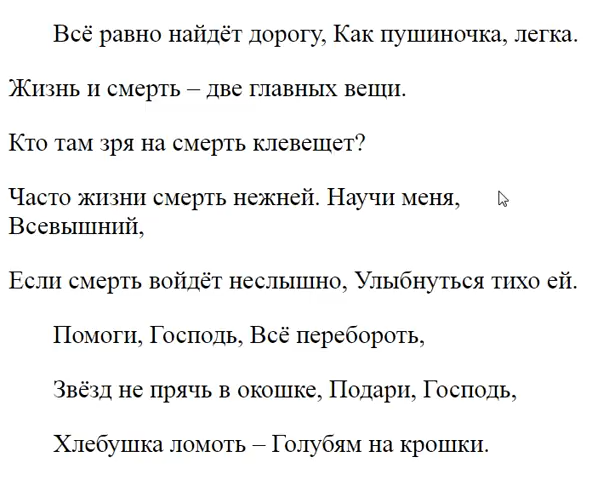 Всё равно найдёт дорогу, Как пушиночка, легка.
Жизнь и смерть – две главных вещи.
Кто там зря на смерть клевещет?
Часто жизни смерть нежней. Научи меня,
Всевышний,
Если смерть войдёт неслышно, Улыбнуться тихо ей.
Помоги, Господь, Всё перебороть,
Звёзд не прячь в окошке, Подари, Господь,
Хлебушка ломоть – Голубям на крошки.